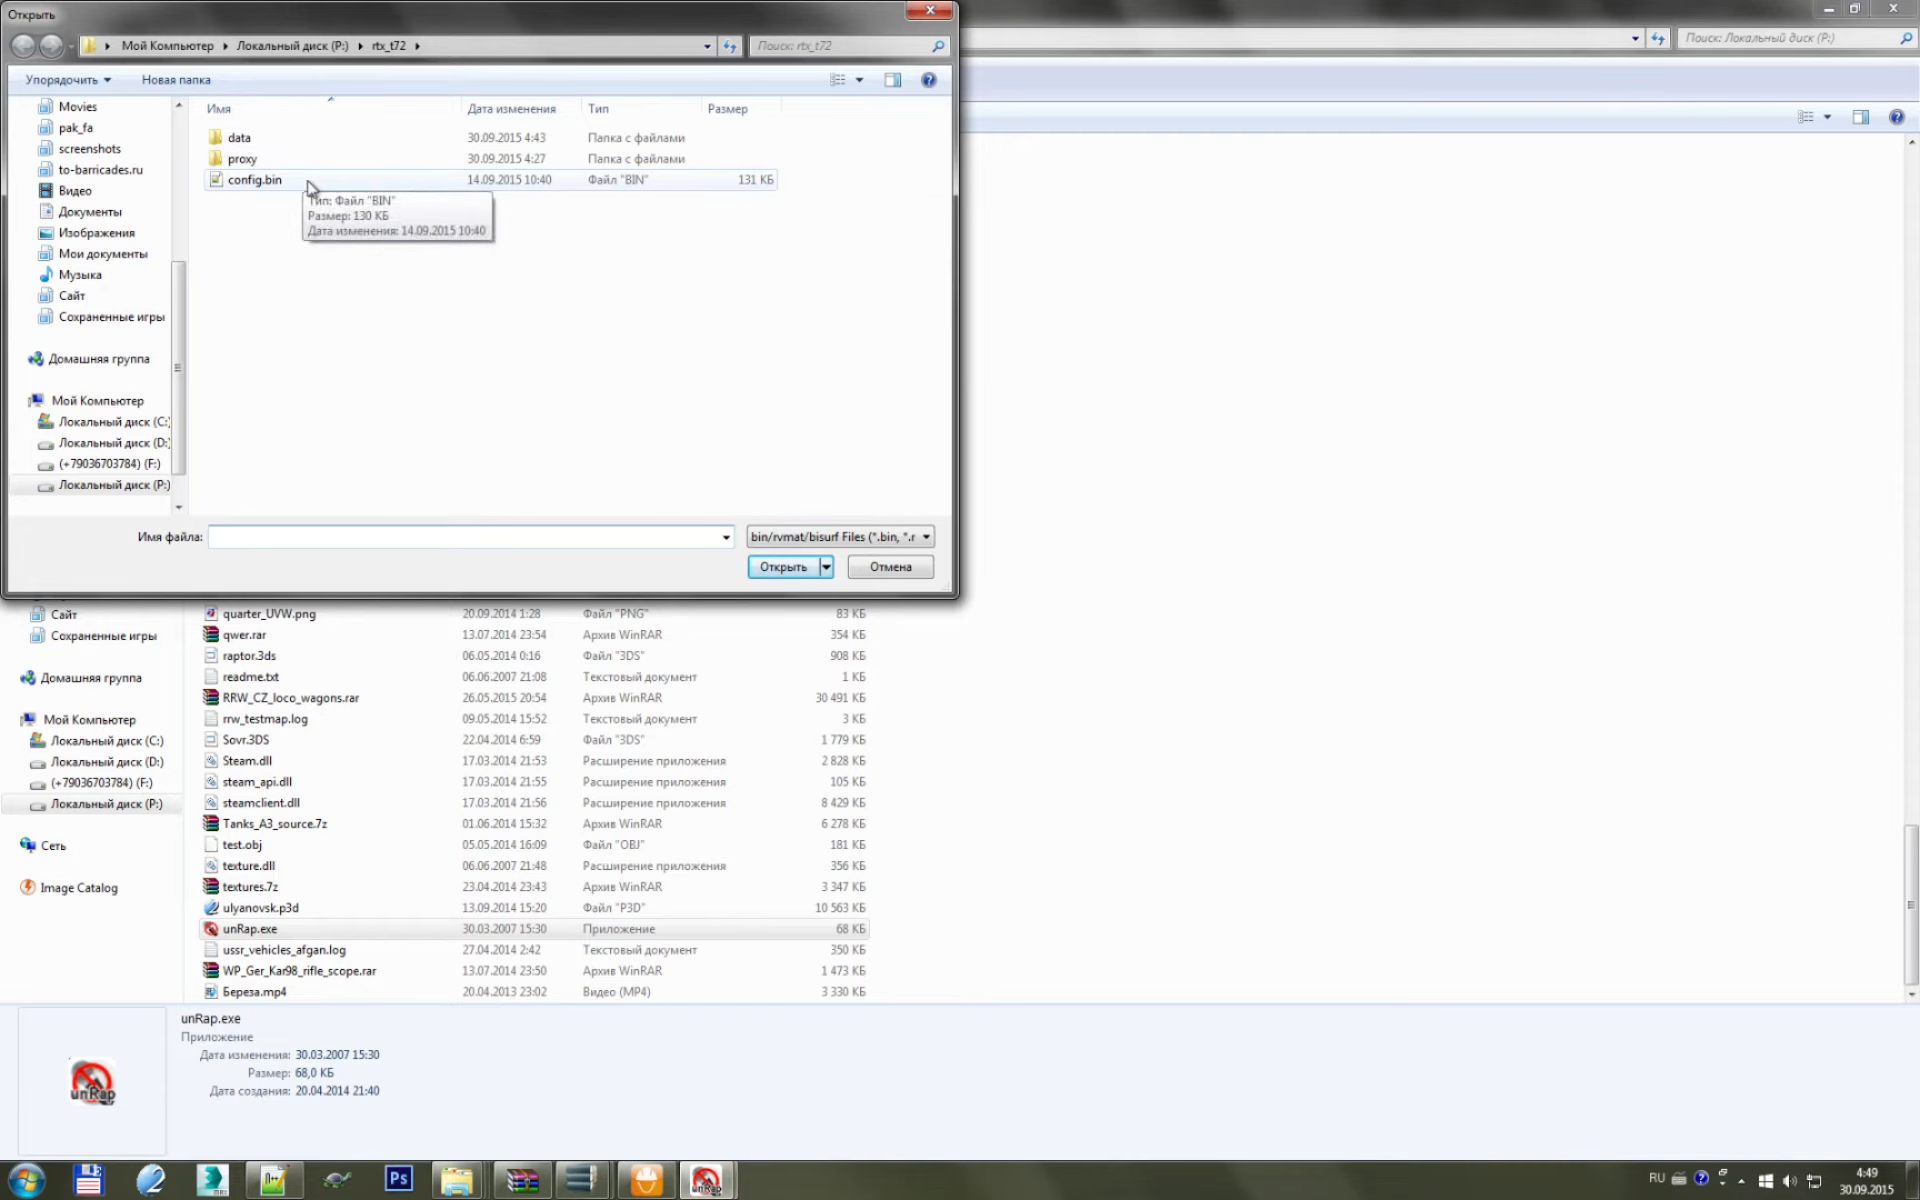 Открыть
Мой Компьютер ▸ Локальный диск (P:) ▸ rtx_t72 ▸
Поиск: rtx_t72
Поиск: Локальный диск (P:)
Упорядочить
Новая папка
Имя
Дата изменения
Тип
Размер
Movies
pak_fa
screenshots
to-barricades.ru
Видео
Документы
Изображения
Мои документы
Музыка
Сайт
Сохраненные игры
Домашняя группа
Мой Компьютер
Локальный диск (C:)
Локальный диск (D:)
(+79036703784) (F:)
Локальный диск (P:)
data 30.09.2015 4:43 Папка с файлами
proxy 30.09.2015 4:27 Папка с файлами
config.bin 14.09.2015 10:40 Файл "BIN" 131 КБ
Тип: Файл "BIN"
Размер: 130 КБ
Дата изменения: 14.09.2015 10:40
Имя файла:
bin/rvmat/bisurf Files (*.bin, *.r
Открыть
Отмена
Сайт
Сохраненные игры
Домашняя группа
Мой Компьютер
Локальный диск (C:)
Локальный диск (D:)
(+79036703784) (F:)
Локальный диск (P:)
Сеть
Image Catalog
quarter_UVW.png 20.09.2014 1:28 Файл "PNG" 83 КБ
qwer.rar 13.07.2014 23:54 Архив WinRAR 354 КБ
raptor.3ds 06.05.2014 0:16 Файл "3DS" 908 КБ
readme.txt 06.06.2007 21:08 Текстовый документ 1 КБ
RRW_CZ_loco_wagons.rar 26.05.2015 20:54 Архив WinRAR 30 491 КБ
rrw_testmap.log 09.05.2014 15:52 Текстовый документ 3 КБ
Sovr.3DS 22.04.2014 6:59 Файл "3DS" 1 779 КБ
Steam.dll 17.03.2014 21:53 Расширение приложения 2 828 КБ
steam_api.dll 17.03.2014 21:55 Расширение приложения 105 КБ
steamclient.dll 17.03.2014 21:56 Расширение приложения 8 429 КБ
Tanks_A3_source.7z 01.06.2014 15:32 Архив WinRAR 6 278 КБ
test.obj 05.05.2014 16:09 Файл "OBJ" 181 КБ
texture.dll 06.06.2007 21:48 Расширение приложения 356 КБ
textures.7z 23.04.2014 23:43 Архив WinRAR 3 347 КБ
ulyanovsk.p3d 13.09.2014 15:20 Файл "P3D" 10 563 КБ
unRap.exe 30.03.2007 15:30 Приложение 68 КБ
ussr_vehicles_afgan.log 27.04.2014 2:42 Текстовый документ 350 КБ
WP_Ger_Kar98_rifle_scope.rar 13.07.2014 23:50 Архив WinRAR 1 473 КБ
Береза.mp4 20.04.2013 23:02 Видео (MP4) 3 330 КБ
unRap
unRap.exe
Приложение
Дата изменения: 30.03.2007 15:30
Размер: 68,0 КБ
Дата создания: 20.04.2014 21:40
Ps
unRap
RU
4:49
30.09.2015